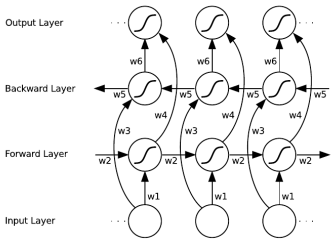 Output Layer
w6 w6 w6
Backward Layer
w5 w5 w5 w5
w4 w4 w4
w3 w3 w3
Forward Layer
w2 w2 w2 w2
w1 w1 w1
Input Layer